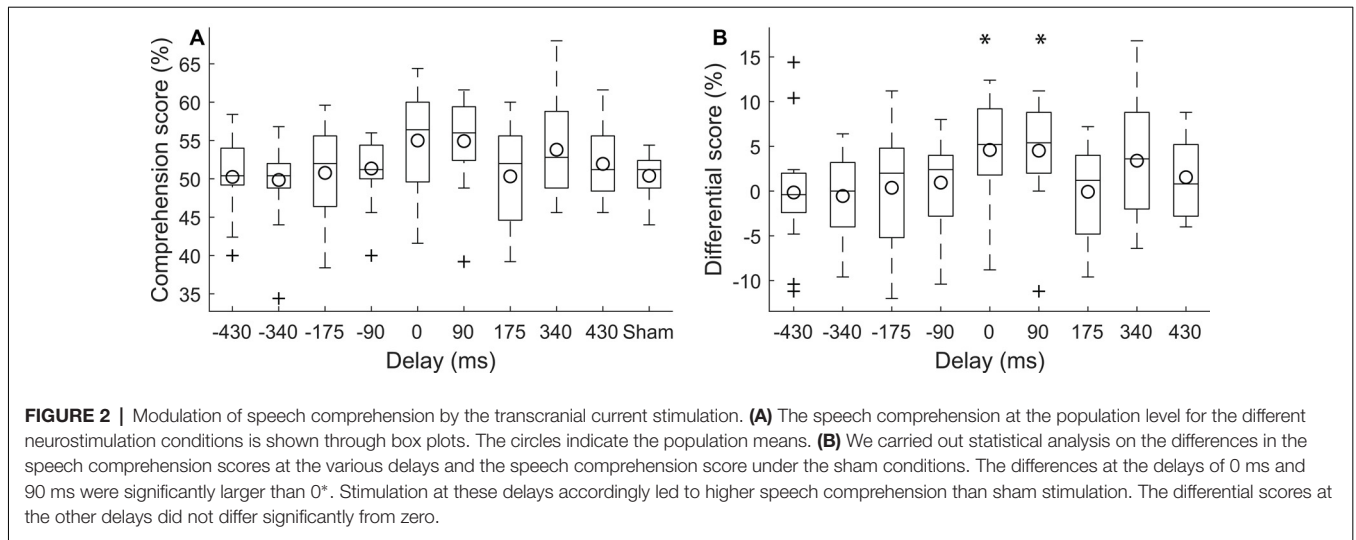 A
Comprehension score (%)
65
60
55
50
45
40
35
-430 -340 -175 -90 0 90 175 340 430 Sham
Delay (ms)
B
* *
Differential score (%)
15
10
5
0
-5
-10
-430 -340 -175 -90 0 90 175 340 430
Delay (ms)
FIGURE 2 | Modulation of speech comprehension by the transcranial current stimulation. (A) The speech comprehension at the population level for the different
neurostimulation conditions is shown through box plots. The circles indicate the population means. (B) We carried out statistical analysis on the differences in the
speech comprehension scores at the various delays and the speech comprehension score under the sham conditions. The differences at the delays of 0 ms and
90 ms were significantly larger than 0*. Stimulation at these delays accordingly led to higher speech comprehension than sham stimulation. The differential scores at
the other delays did not differ significantly from zero.